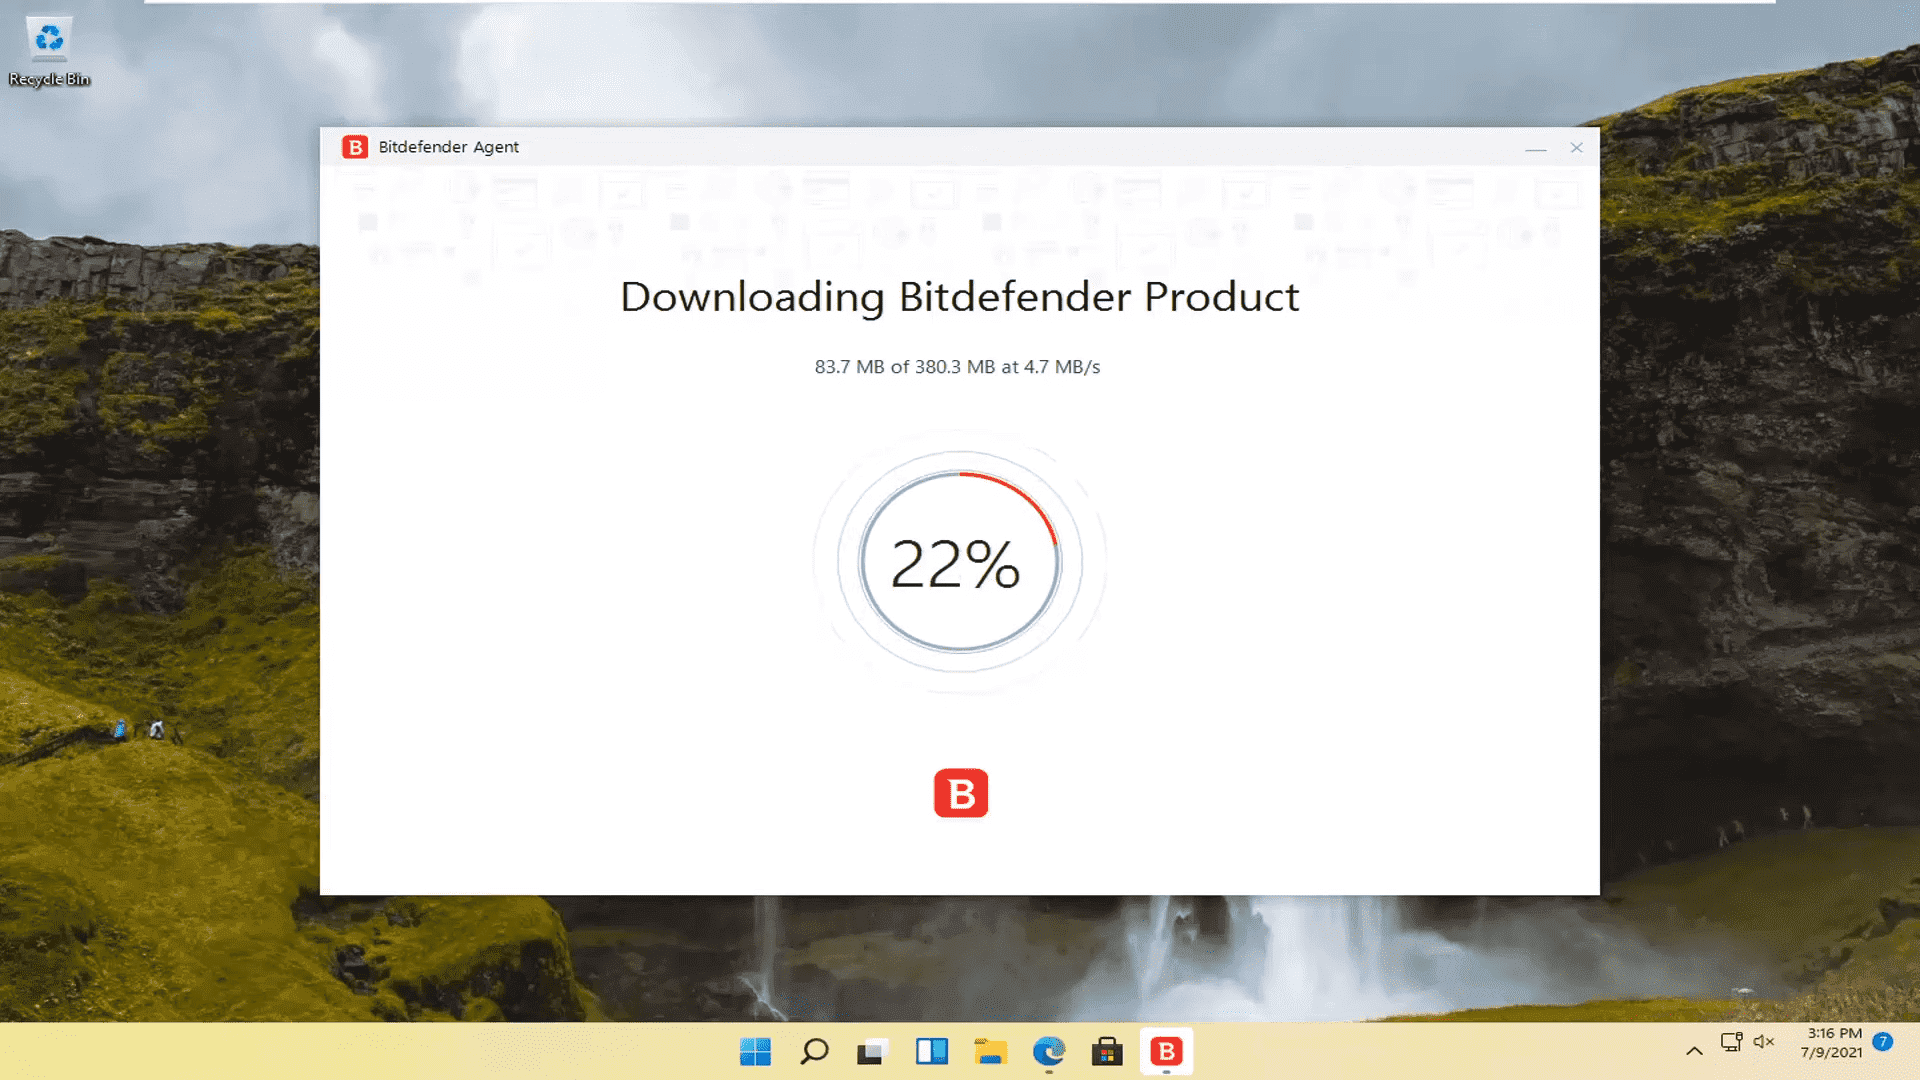 Recycle Bin
B Bitdefender Agent
Downloading Bitdefender Product
83.7 MB of 380.3 MB at 4.7 MB/s
22%
B
B
3:16 PM
7/9/2021
7